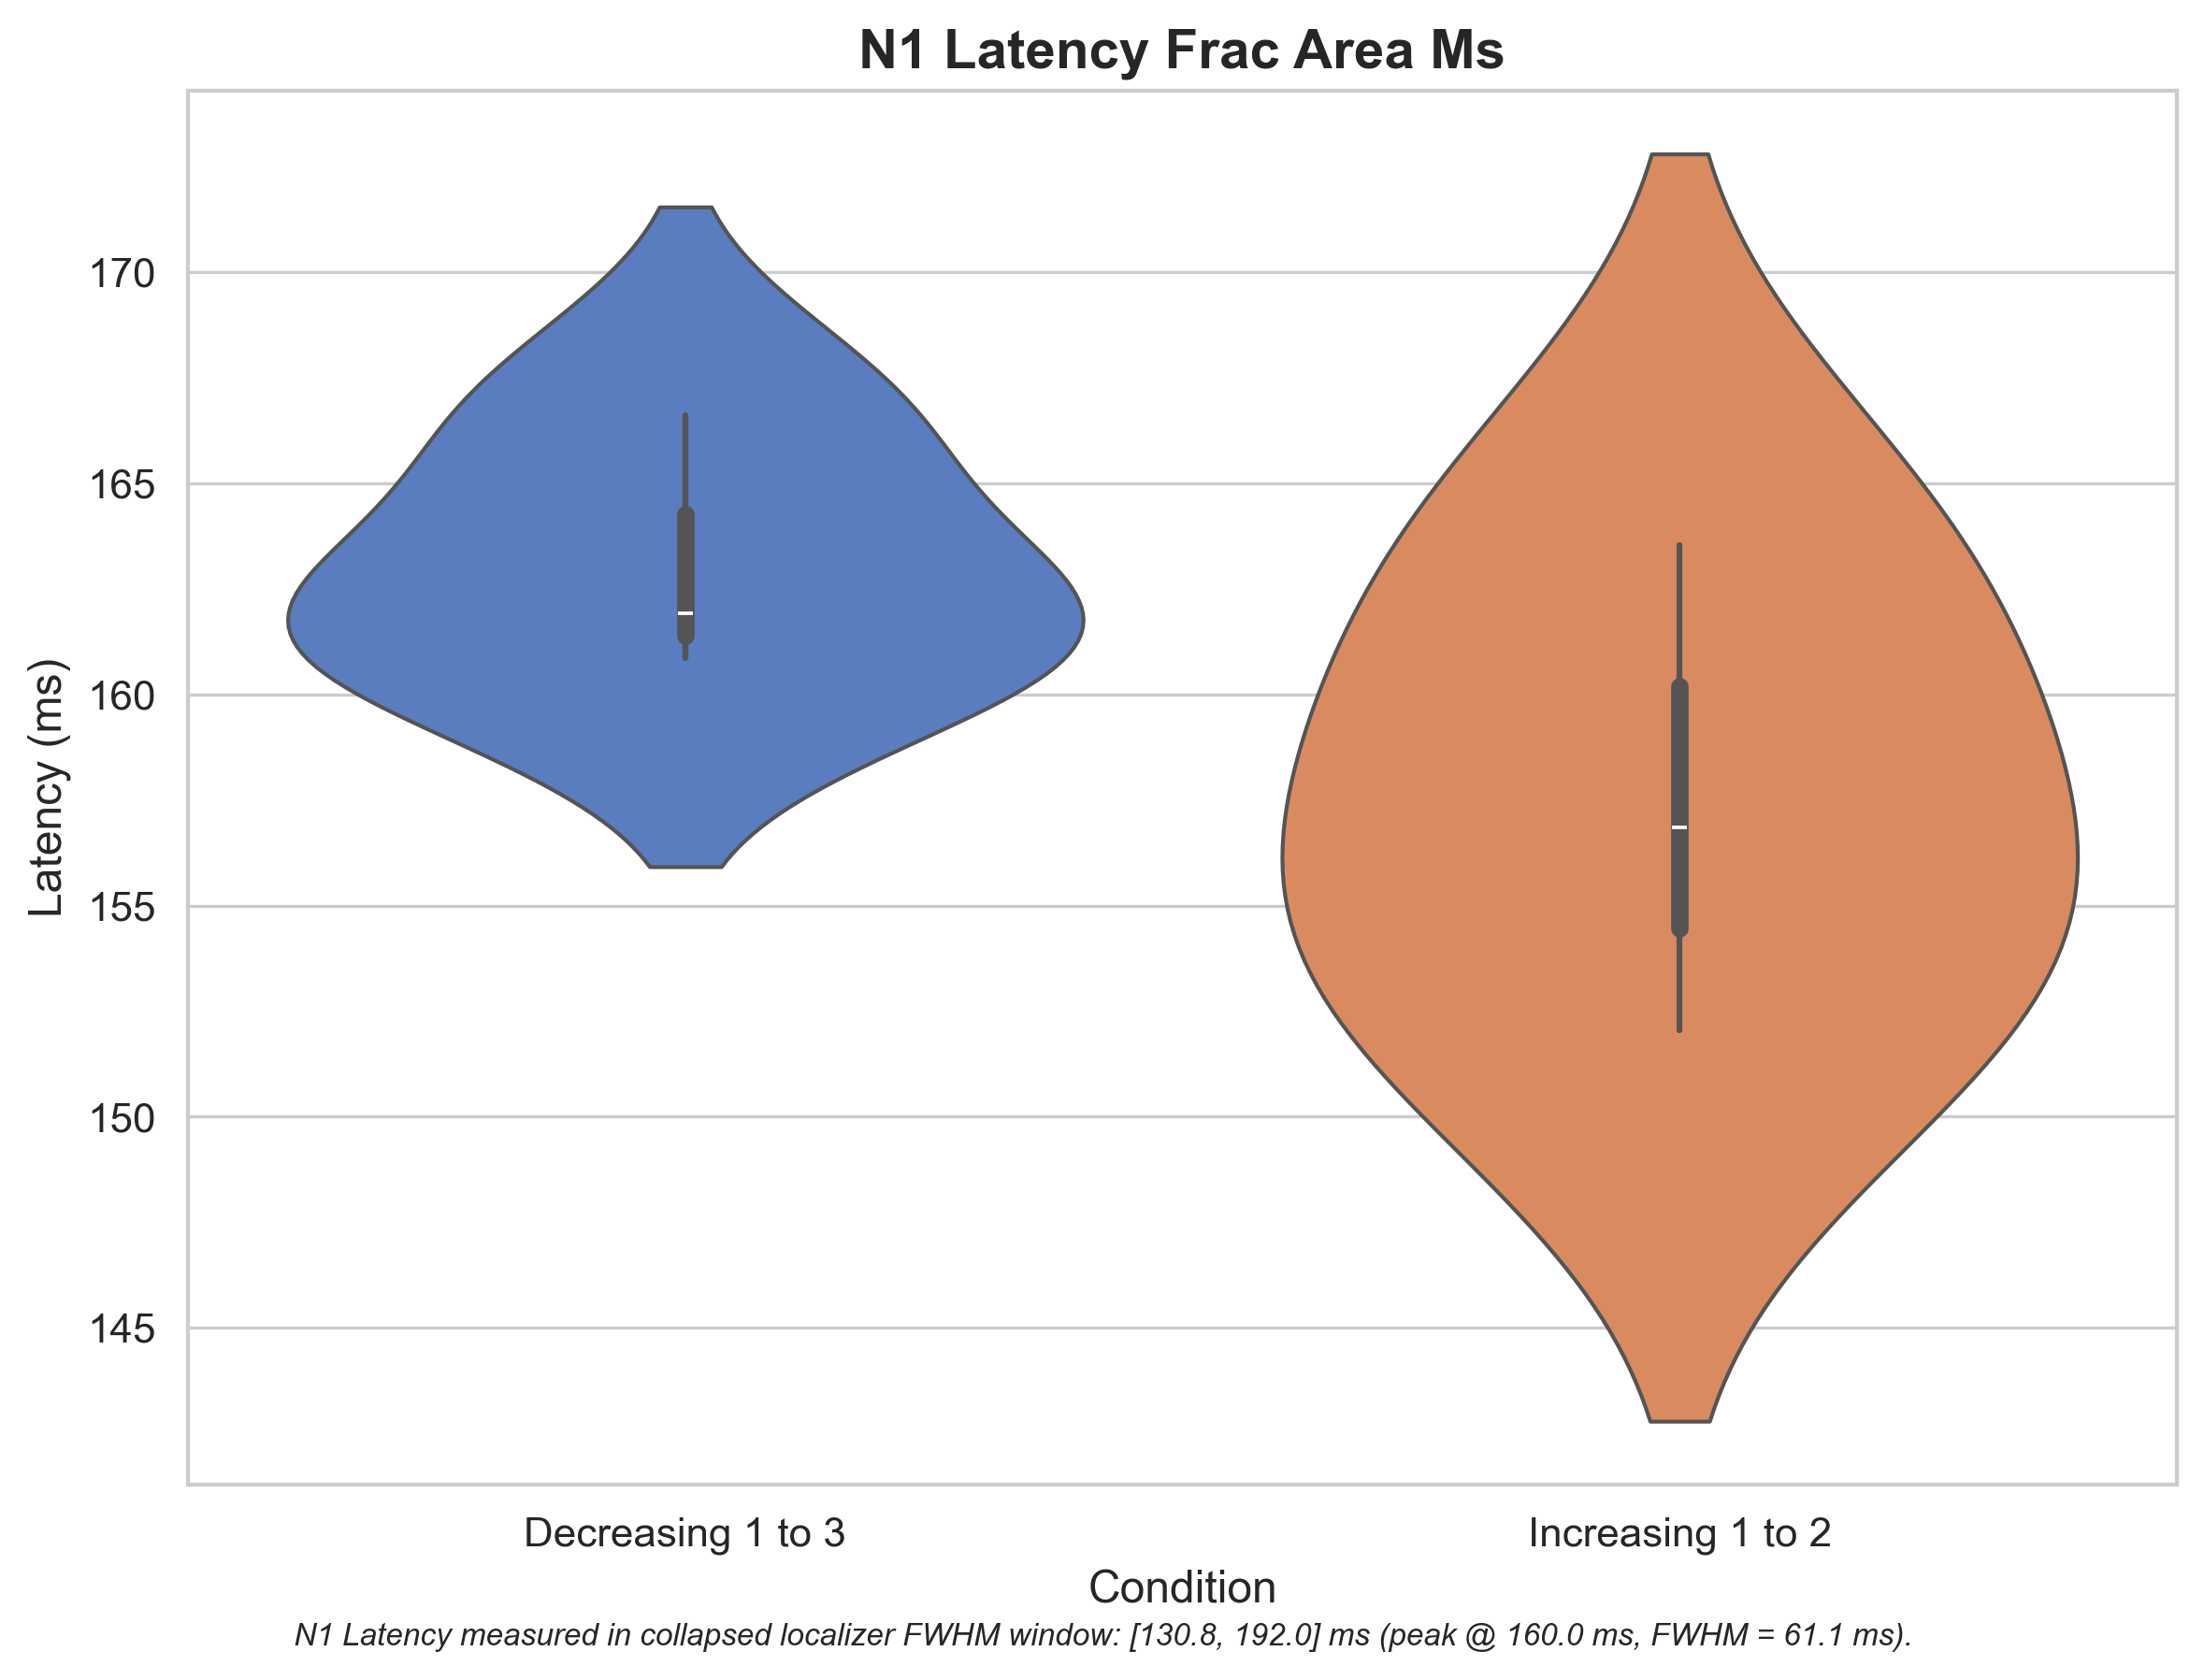 N1 Latency Frac Area Ms
170
165
160
155
150
145
Latency (ms)
Decreasing 1 to 3
Increasing 1 to 2
Condition
N1 Latency measured in collapsed localizer FWHM window: [130.8, 192.0] ms (peak @ 160.0 ms, FWHM = 61.1 ms).